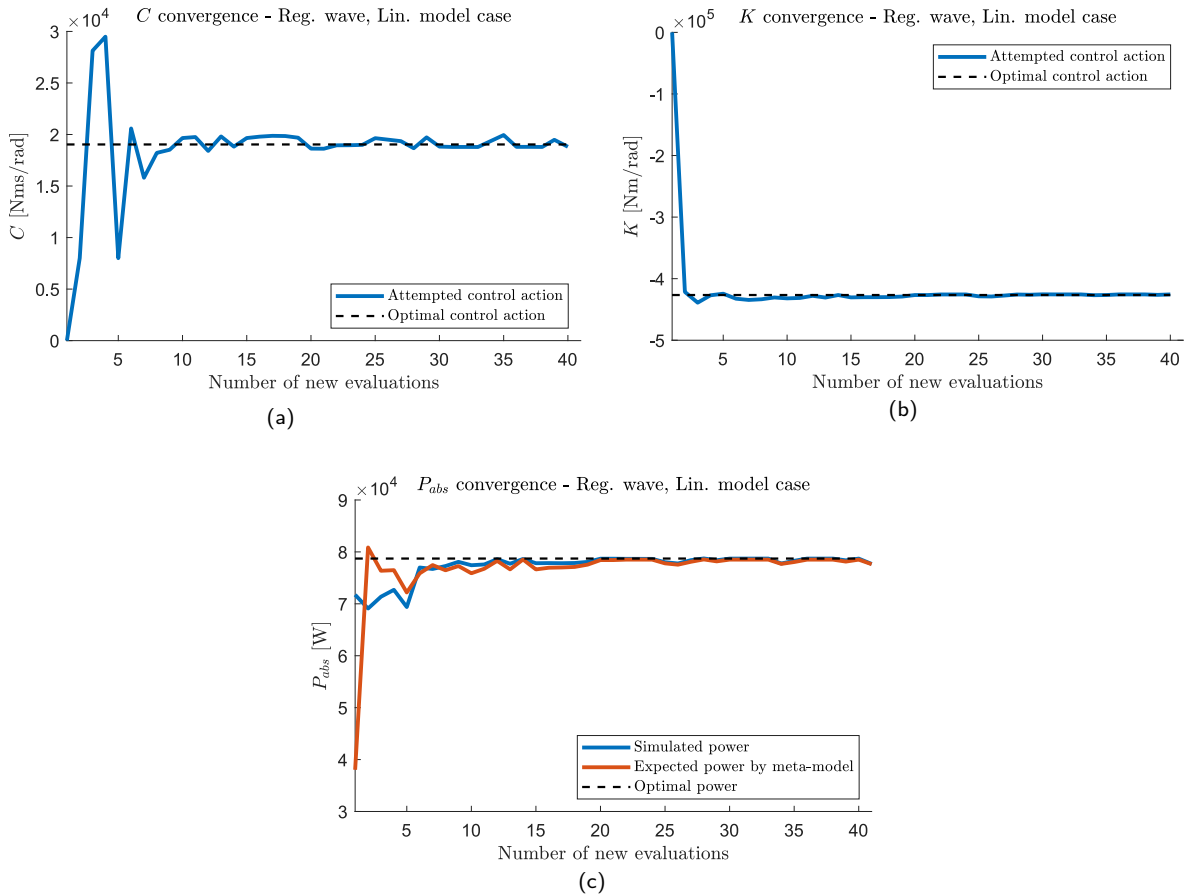 C convergence - Reg. wave, Lin. model case
×10⁴
3
2.5
2
1.5
1
0.5
0
C [Nms/rad]
Attempted control action
Optimal control action
5 10 15 20 25 30 35 40
Number of new evaluations
(a)
K convergence - Reg. wave, Lin. model case
×10⁵
0
-1
-2
-3
-4
-5
K [Nm/rad]
Attempted control action
Optimal control action
5 10 15 20 25 30 35 40
Number of new evaluations
(b)
P_abs convergence - Reg. wave, Lin. model case
×10⁴
9
8
7
6
5
4
3
P_abs [W]
Simulated power
Expected power by meta-model
Optimal power
5 10 15 20 25 30 35 40
Number of new evaluations
(c)